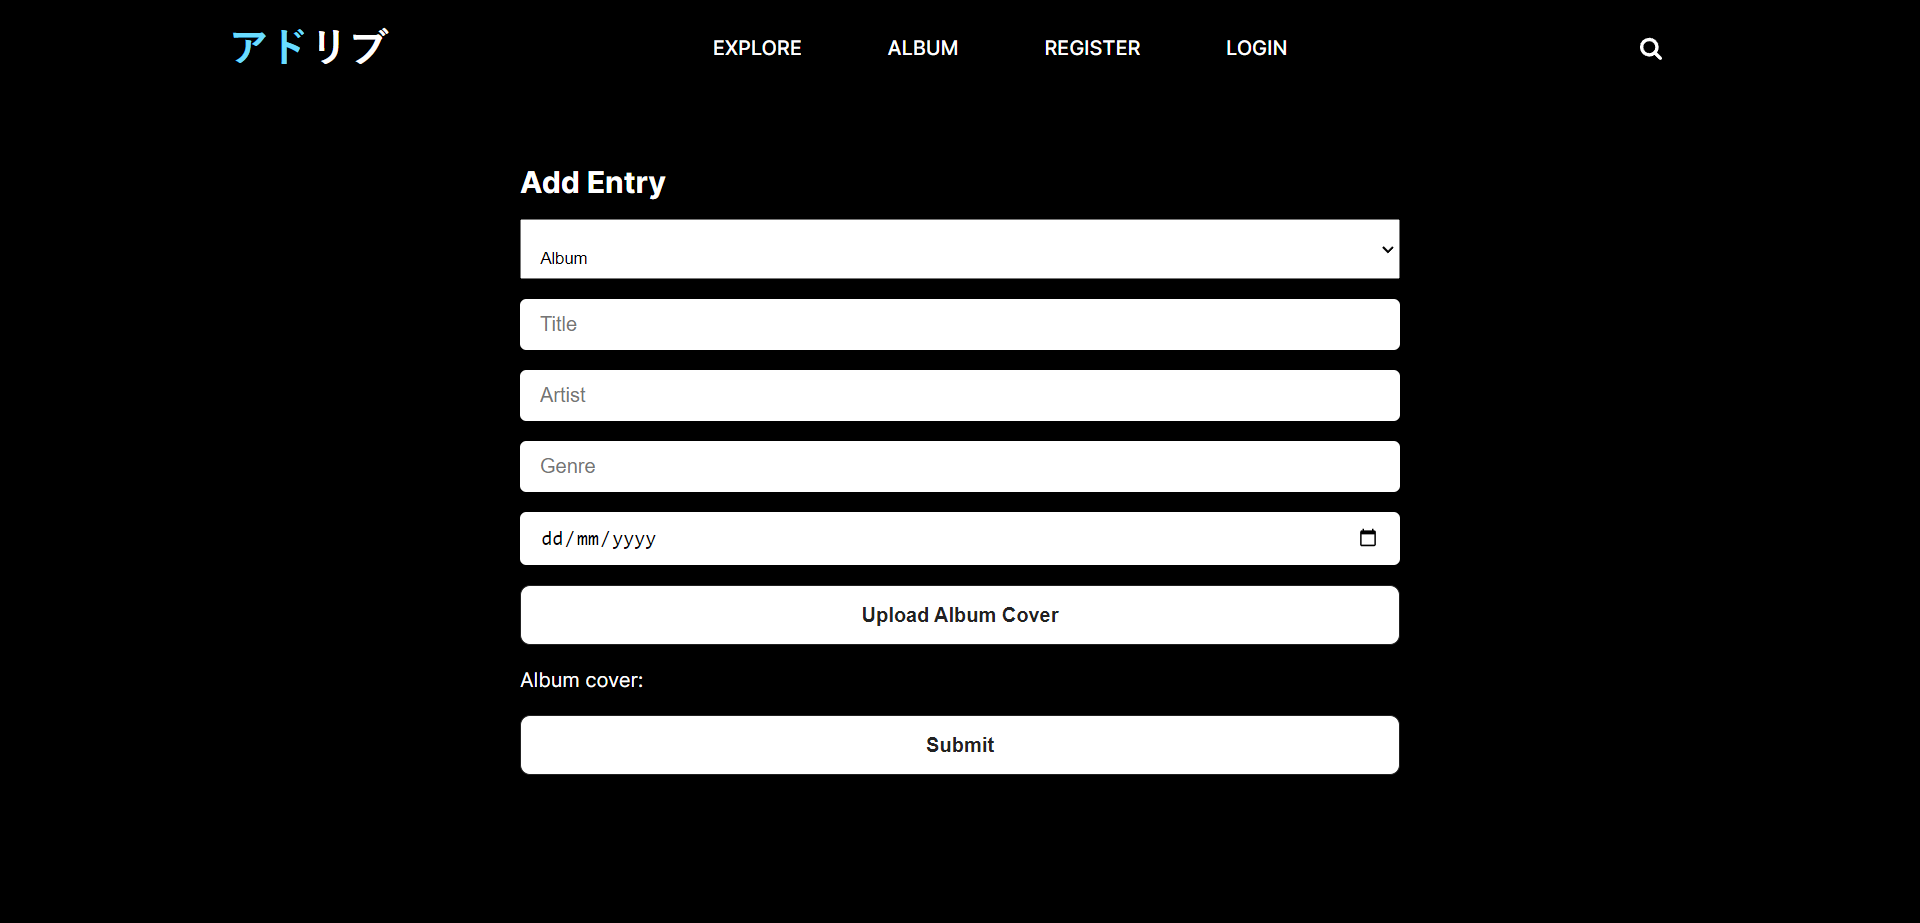 アドリブ EXPLORE ALBUM REGISTER LOGIN
Add Entry
Album
Title
Artist
Genre
dd/mm/yyyy
Upload Album Cover
Album cover:
Submit